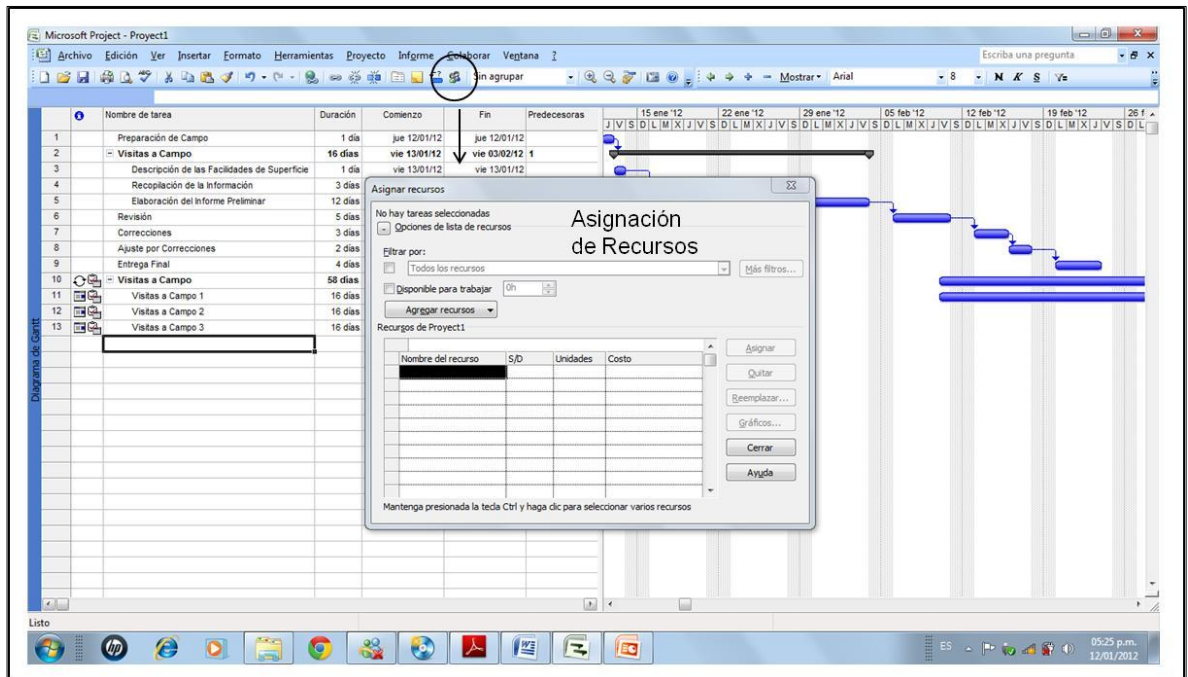 Microsoft Project - Proyect1
Archivo Edición Ver Insertar Formato Herramientas Proyecto Informe Colaborar Ventana ?
Escriba una pregunta
Sin agrupar Mostrar Arial 8 N K S
Nombre de tarea Duración Comienzo Fin Predecesoras
15 ene '12 22 ene '12 29 ene '12 05 feb '12 12 feb '12 19 feb '12 26 f
J V S D L M X J V S D L M X J V S D L M X J V S D L M X J V S D L M X J V S D L M X J V S D L
1 Preparación de Campo 1 día jue 12/01/12 jue 12/01/12
2 Visitas a Campo 16 días vie 13/01/12 vie 03/02/12 1
3 Descripción de las Facilidades de Superficie 1 día vie 13/01/12 vie 13/01/12
4 Recopilación de la Información 3 días
5 Elaboración del Informe Preliminar 12 días
6 Revisión 5 días
7 Correcciones 3 días
8 Ajuste por Correcciones 2 días
9 Entrega Final 4 días
10 Visitas a Campo 58 días
11 Visitas a Campo 1 16 días
12 Visitas a Campo 2 16 días
13 Visitas a Campo 3 16 días
Diagrama de Gantt
Asignar recursos
No hay tareas seleccionadas
Opciones de lista de recursos
Asignación
de Recursos
Filtrar por:
Todos los recursos Más filtros...
Disponible para trabajar 0h
Agregar recursos
Recursos de Proyect1
Nombre del recurso S/D Unidades Costo
Asignar
Quitar
Reemplazar...
Gráficos...
Cerrar
Ayuda
Mantenga presionada la tecla Ctrl y haga clic para seleccionar varios recursos
Listo
hp
ES
05:25 p.m.
12/01/2012